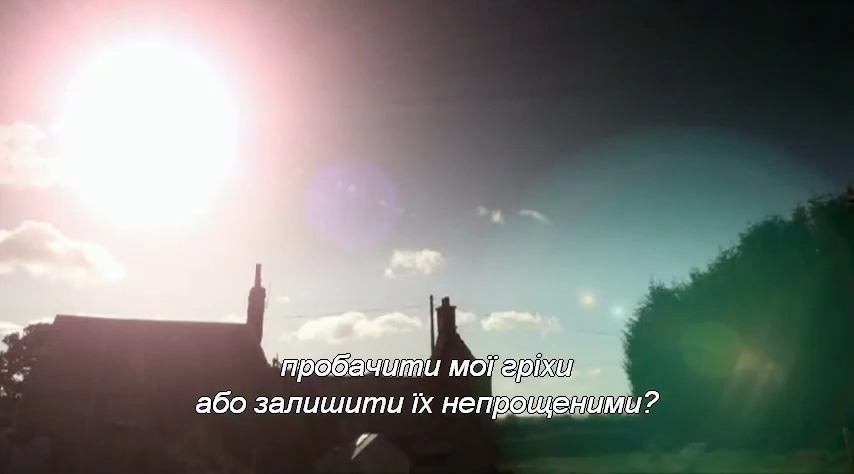 пробачити мої гріхи
або залишити їх непрощеними?